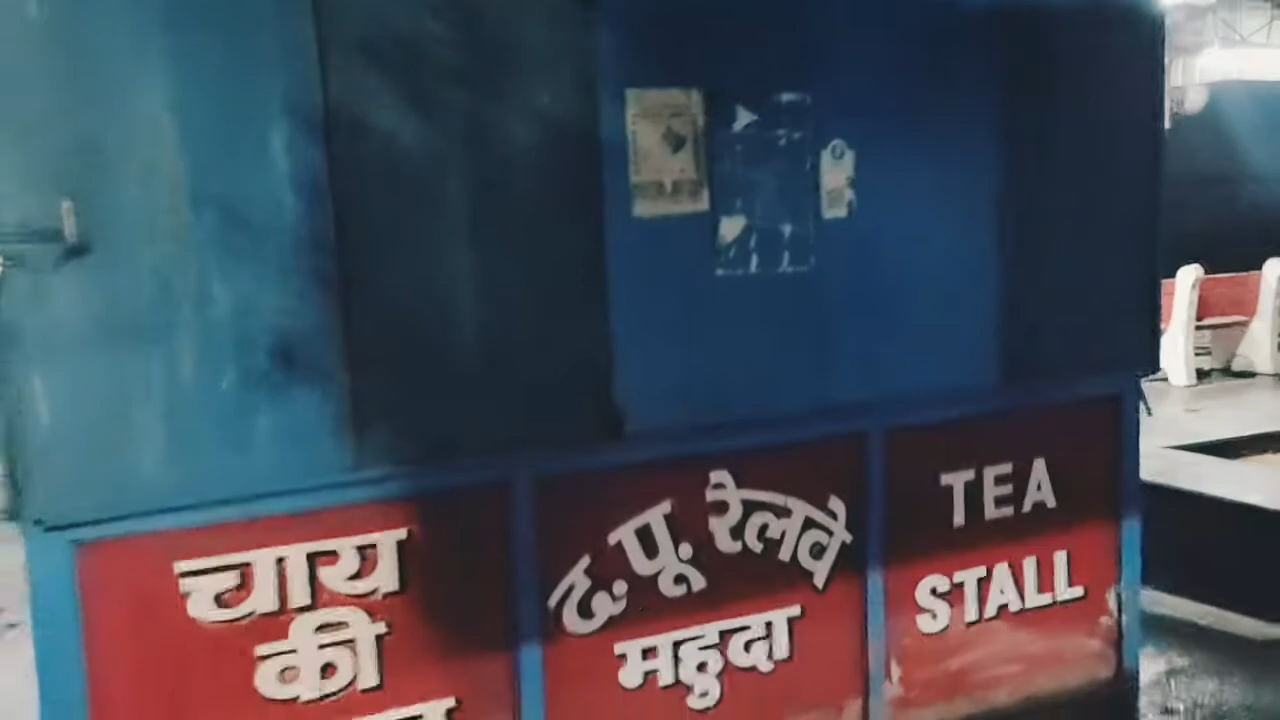 चाय
की
द. पू. रेलवे
महुदा
TEA
STALL